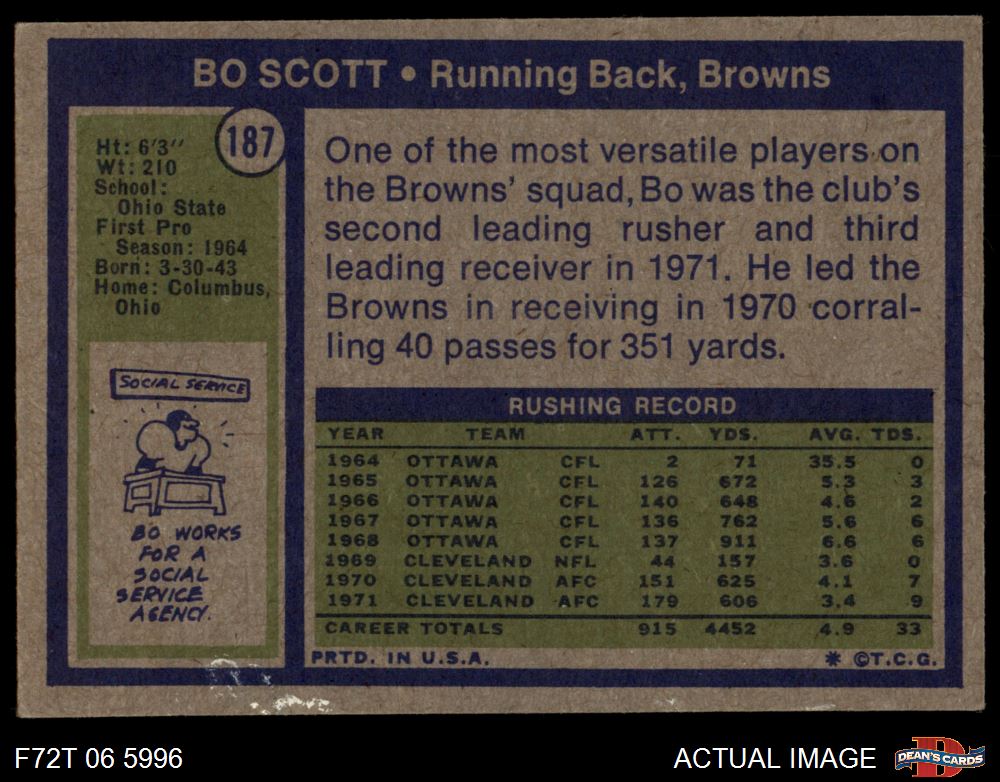 BO SCOTT • Running Back, Browns
187
Ht: 6'3''
Wt: 210
School:
Ohio State
First Pro
Season: 1964
Born: 3-30-43
Home: Columbus,
Ohio
SOCIAL SERVICE
BO WORKS
FOR A
SOCIAL
SERVICE
AGENCY.
One of the most versatile players on
the Browns' squad, Bo was the club's
second leading rusher and third
leading receiver in 1971. He led the
Browns in receiving in 1970 corral-
ling 40 passes for 351 yards.
RUSHING RECORD
YEAR TEAM ATT. YDS. AVG. TDS.
1964 OTTAWA CFL 2 71 35.5 0
1965 OTTAWA CFL 126 672 5.3 3
1966 OTTAWA CFL 140 648 4.6 2
1967 OTTAWA CFL 136 762 5.6 6
1968 OTTAWA CFL 137 911 6.6 6
1969 CLEVELAND NFL 44 157 3.6 0
1970 CLEVELAND AFC 151 625 4.1 7
1971 CLEVELAND AFC 179 606 3.4 9
CAREER TOTALS 915 4452 4.9 33
PRTD. IN U.S.A. * ©T.C.G.
F72T 06 5996
ACTUAL IMAGE
D
DEAN'S CARDS